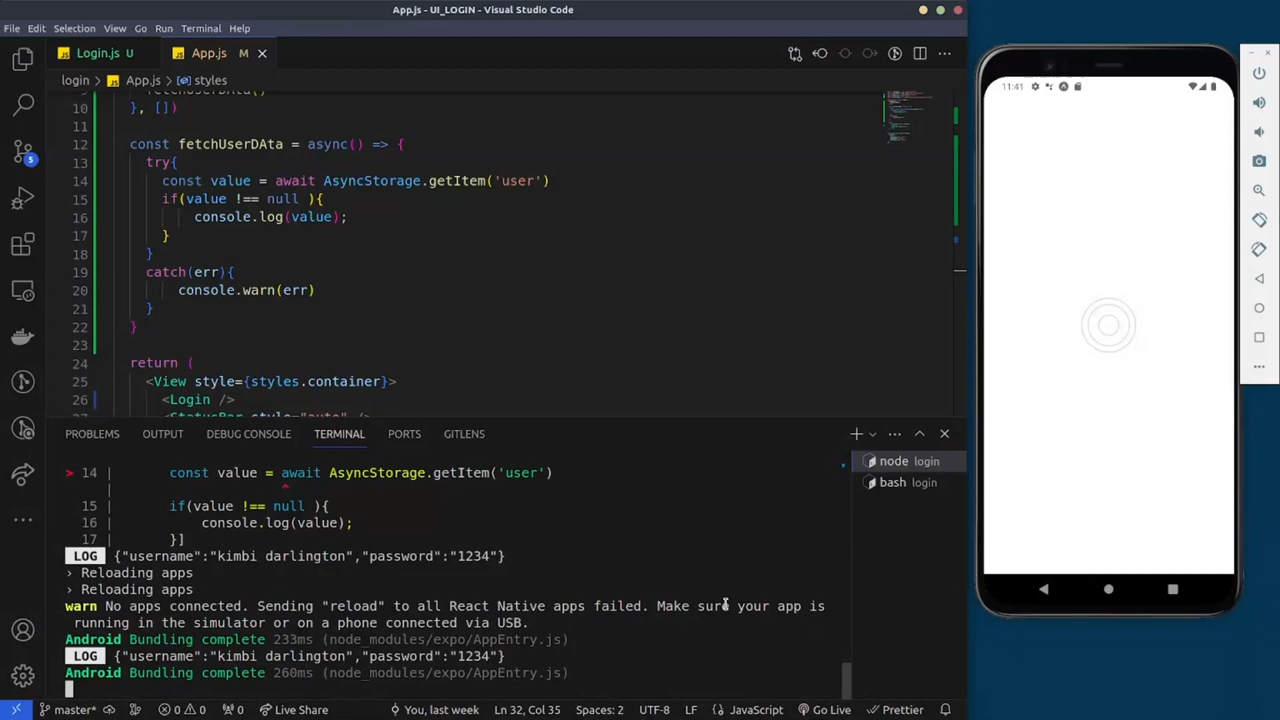 App.js - UI_LOGIN - Visual Studio Code
File Edit Selection View Go Run Terminal Help
Login.js U App.js M
login > App.js > styles
10 }, [])
12 const fetchUserDAta = async() => {
13 try{
14 const value = await AsyncStorage.getItem('user')
15 if(value !== null ){
16 console.log(value);
17 }
18 }
19 catch(err){
20 console.warn(err)
21 }
22 }
23
24 return (
25 <View style={styles.container}>
26 <Login />
<StatusBar style="auto" />
PROBLEMS OUTPUT DEBUG CONSOLE TERMINAL PORTS GITLENS
node login
bash login
> 14 | const value = await AsyncStorage.getItem('user')
| ^
15 | if(value !== null ){
16 | console.log(value);
17 | }]
LOG {"username":"kimbi darlington","password":"1234"}
› Reloading apps
› Reloading apps
warn No apps connected. Sending "reload" to all React Native apps failed. Make sure your app is
running in the simulator or on a phone connected via USB.
Android Bundling complete 233ms (node_modules/expo/AppEntry.js)
LOG {"username":"kimbi darlington","password":"1234"}
Android Bundling complete 260ms (node_modules/expo/AppEntry.js)
5
master* 0 0 0 Live Share You, last week Ln 32, Col 35 Spaces: 2 UTF-8 LF JavaScript Go Live Prettier
11:41